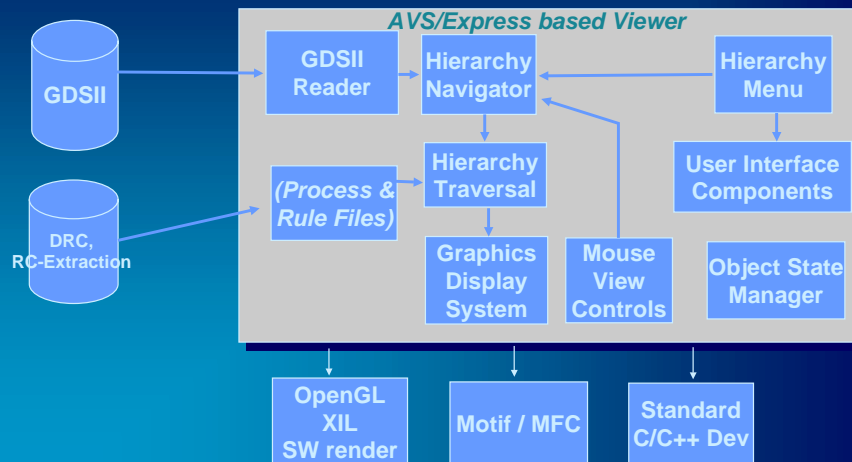 AVS/Express based Viewer
GDSII
GDSII
Reader
Hierarchy
Navigator
Hierarchy
Menu
DRC,
RC-Extraction
(Process &
Rule Files)
Hierarchy
Traversal
User Interface
Components
Graphics
Display
System
Mouse
View
Controls
Object State
Manager
OpenGL
XIL
SW render
Motif / MFC
Standard
C/C++ Dev